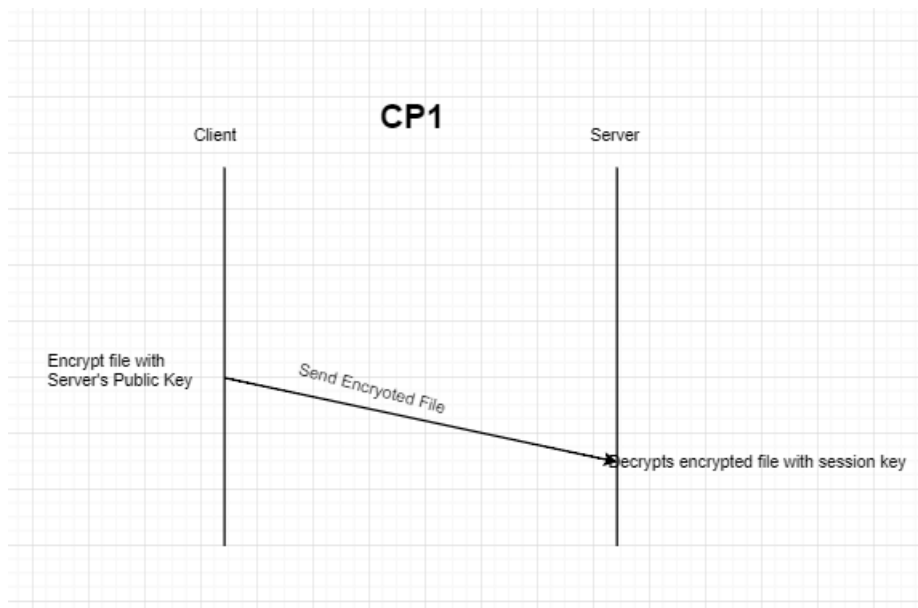 CP1
Client
Server
Encrypt file with
Server's Public Key
Send Encryoted File
Decrypts encrypted file with session key